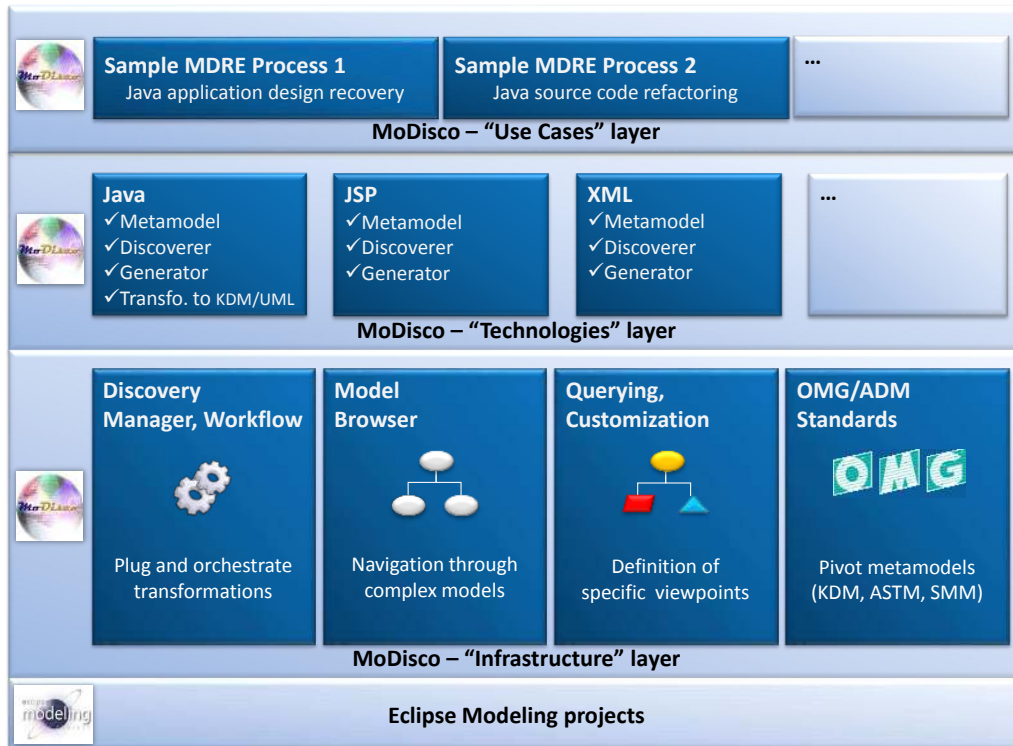 MoDisco
Sample MDRE Process 1
Java application design recovery
Sample MDRE Process 2
Java source code refactoring
...
MoDisco – “Use Cases” layer
MoDisco
Java
✓Metamodel
✓Discoverer
✓Generator
✓Transfo. to KDM/UML
JSP
✓Metamodel
✓Discoverer
✓Generator
XML
✓Metamodel
✓Discoverer
✓Generator
...
MoDisco – “Technologies” layer
MoDisco
Discovery
Manager, Workflow
Plug and orchestrate
transformations
Model
Browser
Navigation through
complex models
Querying,
Customization
Definition of
specific viewpoints
OMG/ADM
Standards
OMG
Pivot metamodels
(KDM, ASTM, SMM)
MoDisco – “Infrastructure” layer
modeling
Eclipse Modeling projects